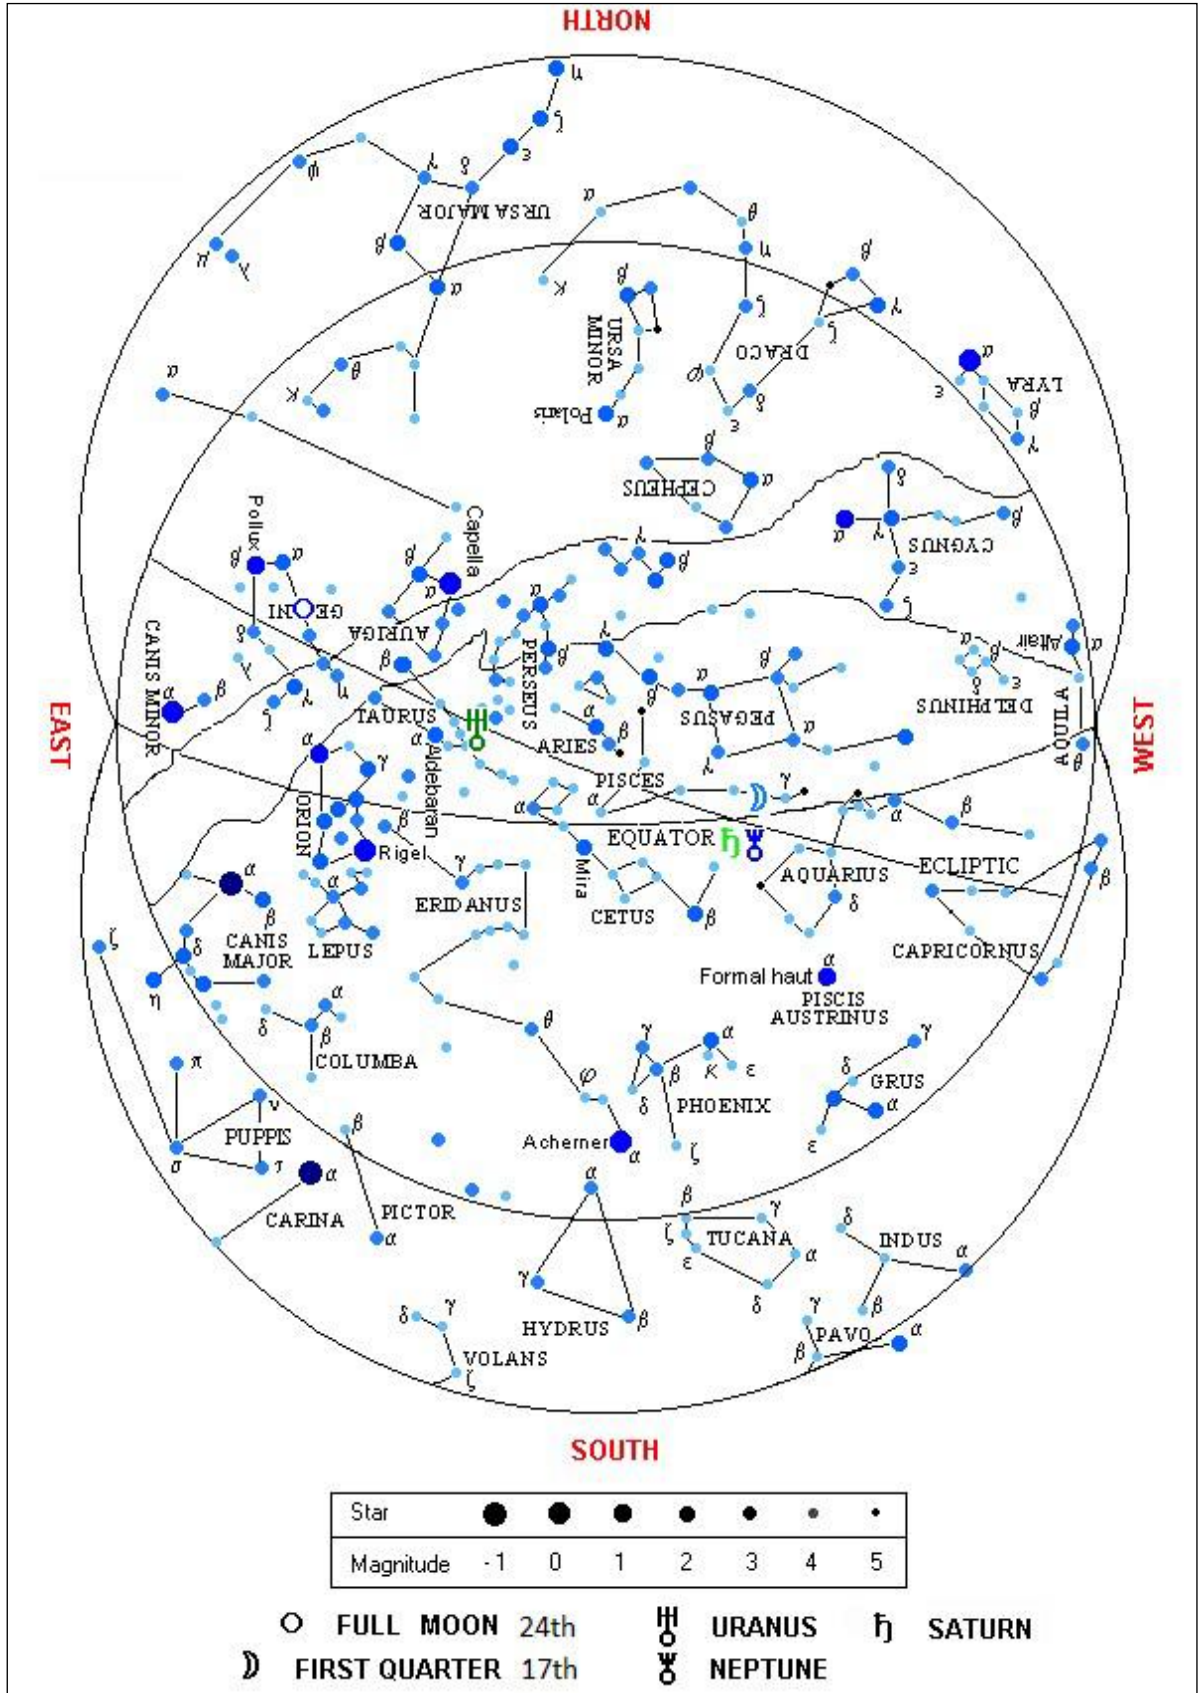 NORTH
η
ζ
ε
φ
γ
δ
URSA MAJOR
α
θ
β
η
μ
λ
β
β
κ
α
URSA
MINOR
ζ
γ
ζ
DRACO
θ
α
α
κ
φ
δ
ε
ε
LYRA
β
γ
Polaris
α
β
CEPHEUS
α
δ
Pollux
Capella
γ
β
α
γ
CYGNUS
β
β
α
α
ε
GEMINI
AURIGA
ζ
CANIS MINOR
δ
λ
β
PERSEUS
β
γ
α
β
α
β
δ
ε
Altair
α
α
β
η
γ
ζ
TAURUS
β
PEGASUS
DELPHINUS
AQUILA
EAST
WEST
α
α
Aldebaran
ARIES
β
γ
θ
γ
PISCES
ORION
α
α
γ
α
β
EQUATOR
Rigel
Mira
ECLIPTIC
α
α
γ
AQUARIUS
β
β
ERIDANUS
CETUS
β
δ
ζ
δ
CANIS
MAJOR
LEPUS
CAPRICORNUS
α
Formal haut
η
PISCIS
AUSTRINUS
α
δ
β
θ
γ
α
γ
COLUMBA
π
β
κ
ε
δ
GRUS
φ
δ
PHOENIX
α
ν
β
PUPPIS
Acherner
α
ζ
ε
σ
τ
α
α
CARINA
PICTOR
α
β
γ
δ
ζ
TUCANA
INDUS
α
ε
α
γ
δ
HYDRUS
β
δ
γ
γ
β
PAVO
α
VOLANS
β
ζ
SOUTH
Star
Magnitude -1 0 1 2 3 4 5
FULL MOON 24th URANUS SATURN
FIRST QUARTER 17th NEPTUNE